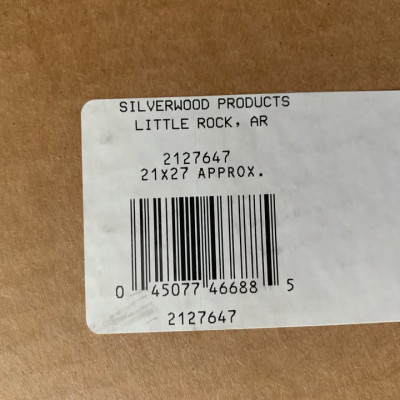 SILVERWOOD PRODUCTS
LITTLE ROCK, AR
2127647
21X27 APPROX.
0 45077 46688 5
2127647